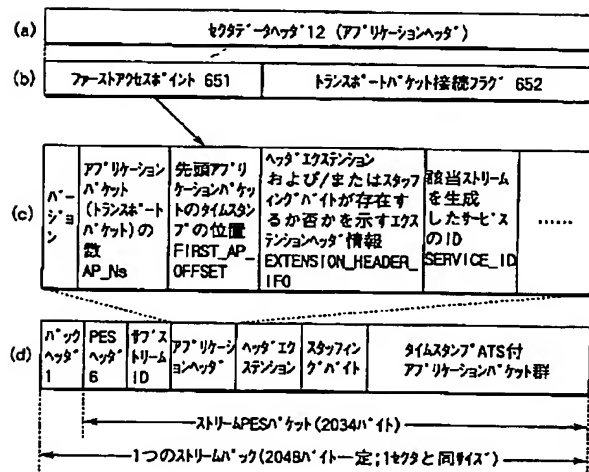 (a)
セクタデータヘッダ12 (アプリケーションヘッダ)
(b)
ファーストアクセスポイント 651
トランスポートパケット接続フラグ 652
(c)
バー
ジョ
ン
アプリケーション
パケット
(トランスポート
パケット)の
数
AP_Ns
先頭アプリ
ケーションパケッ
トのタイムスタン
プの位置
FIRST_AP_
OFFSET
ヘッダエクステンション
および/またはスタッフ
ィングバイトが存在す
るか否かを示すエクス
テンションヘッダ情報
EXTENSION_HEADER_
IFO
該当ストリーム
を生成
したサービス
のID
SERVICE_ID
……
(d)
パック
ヘッダ
1
PES
ヘッダ
6
サブス
トリーム
ID
アプリケーシ
ョンヘッダ
ヘッダエク
ステンション
スタッフィン
グバイト
タイムスタンプATS付
アプリケーションパケット群
ストリームPESパケット(2034バイト)
1つのストリームパック(2048バイト一定;1セクタと同サイズ)